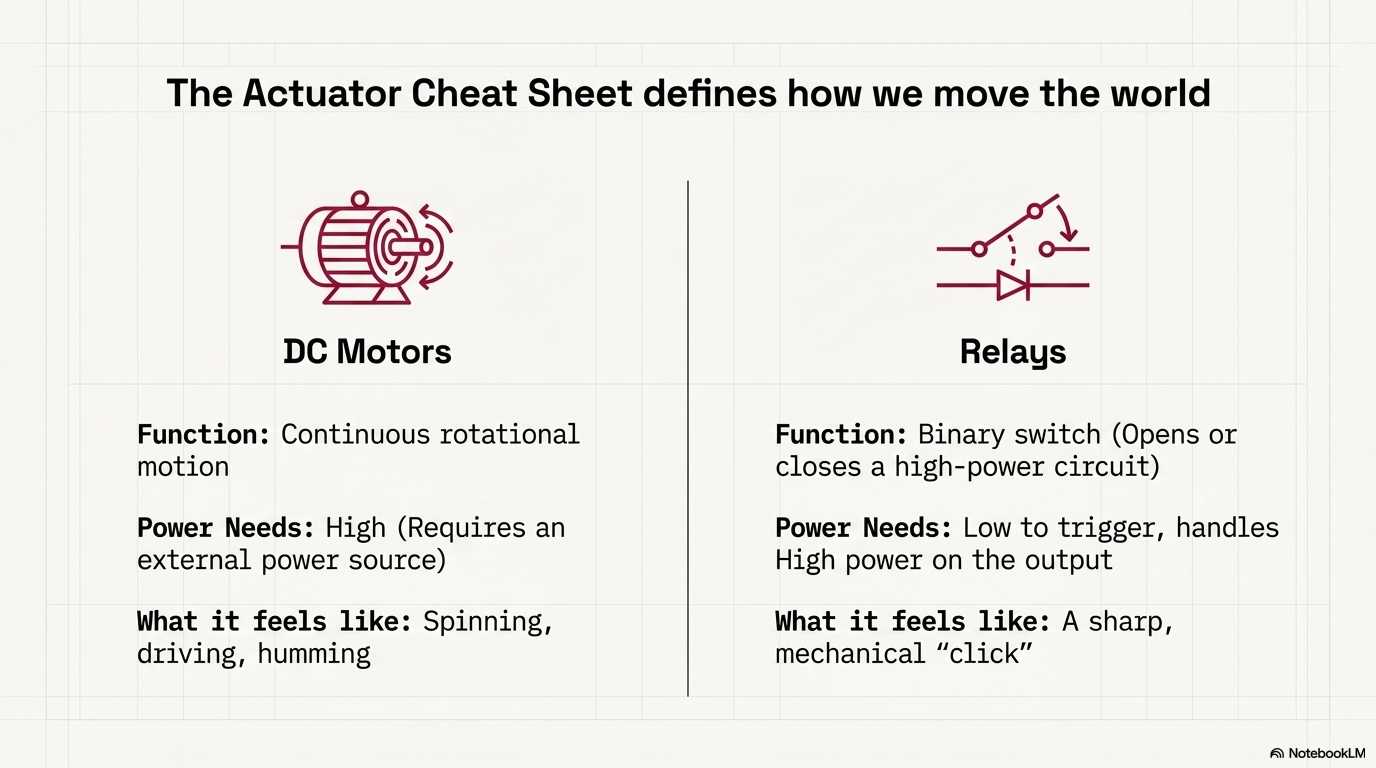 The Actuator Cheat Sheet defines how we move the world
DC Motors
Function: Continuous rotational
motion
Power Needs: High (Requires an
external power source)
What it feels like: Spinning,
driving, humming
Relays
Function: Binary switch (Opens or
closes a high-power circuit)
Power Needs: Low to trigger, handles
High power on the output
What it feels like: A sharp,
mechanical “click”
NotebookLM